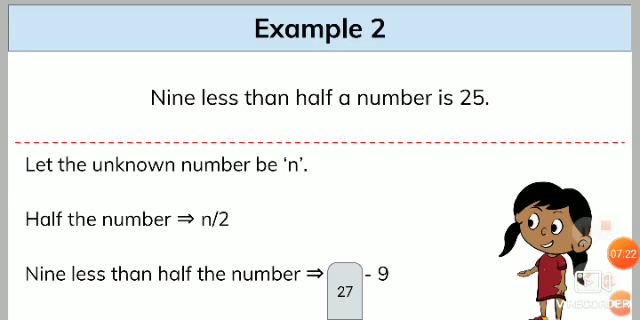 Example 2
Nine less than half a number is 25.
Let the unknown number be ‘n’.
Half the number ⇒ n/2
Nine less than half the number ⇒ - 9
27
07:22